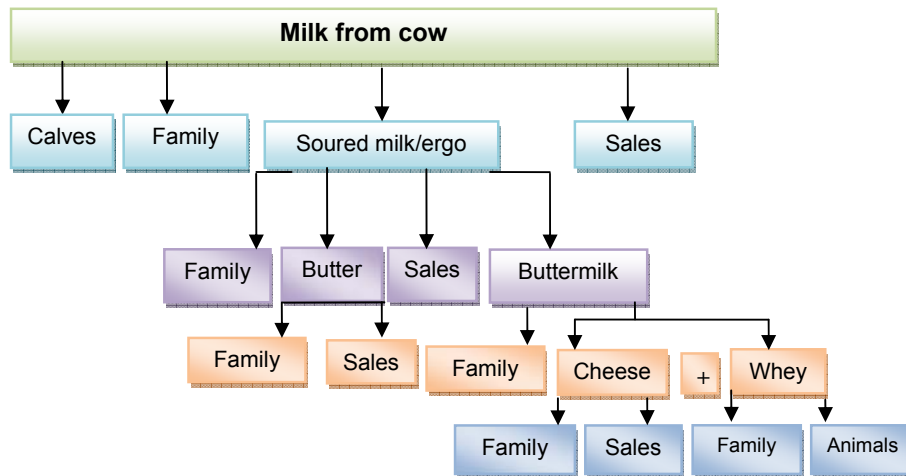 Milk from cow
Calves
Family
Soured milk/ergo
Sales
Family
Butter
Sales
Buttermilk
Family
Sales
Family
Cheese
+
Whey
Family
Sales
Family
Animals